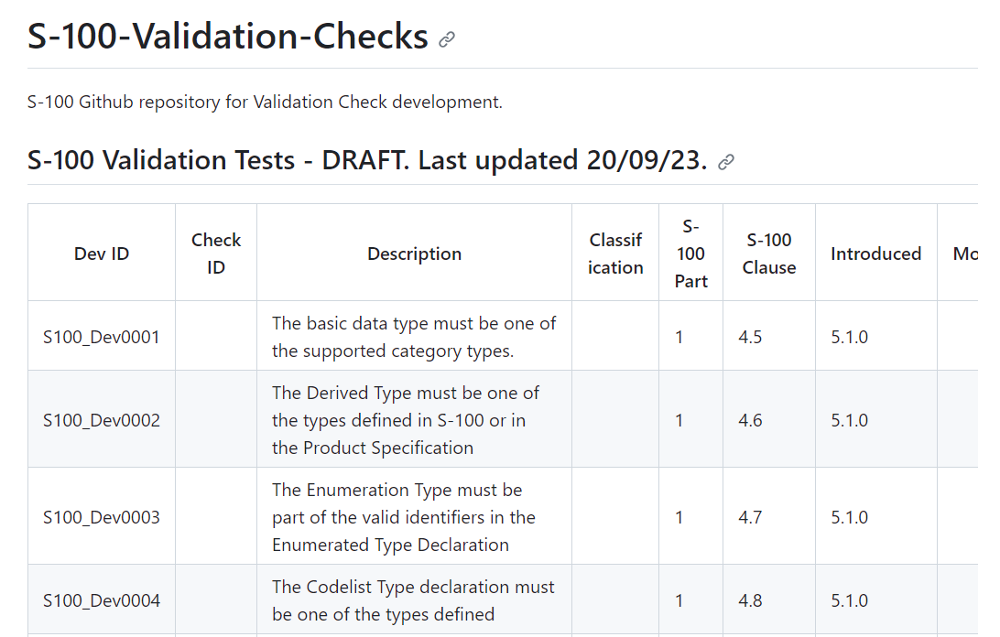 S-100-Validation-Checks
S-100 Github repository for Validation Check development.
S-100 Validation Tests - DRAFT. Last updated 20/09/23.
Dev ID
Check
ID
Description
Classif
ication
S-
100
Part
S-100
Clause
Introduced
Mo
S100_Dev0001
The basic data type must be one of
the supported category types.
1
4.5
5.1.0
S100_Dev0002
The Derived Type must be one of
the types defined in S-100 or in
the Product Specification
1
4.6
5.1.0
S100_Dev0003
The Enumeration Type must be
part of the valid identifiers in the
Enumerated Type Declaration
1
4.7
5.1.0
S100_Dev0004
The Codelist Type declaration must
be one of the types defined
1
4.8
5.1.0